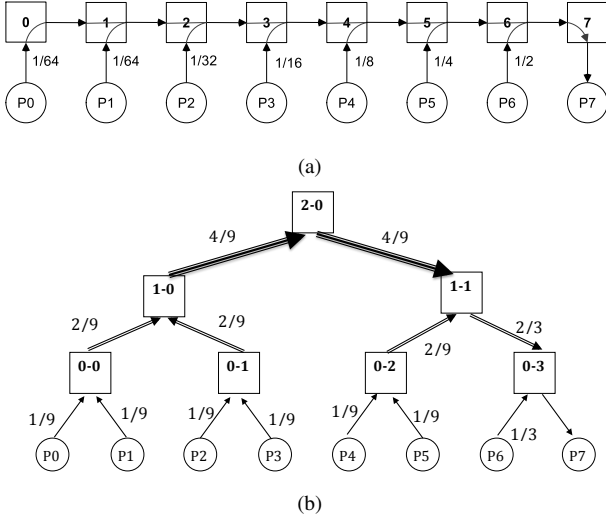 0 1 2 3 4 5 6 7
1/64 1/64 1/32 1/16 1/8 1/4 1/2
P0 P1 P2 P3 P4 P5 P6 P7
(a)
2-0
4/9 4/9
1-0 1-1
2/9 2/9 2/9 2/3
0-0 0-1 0-2 0-3
1/9 1/9 1/9 1/9 1/9 1/9 1/3
P0 P1 P2 P3 P4 P5 P6 P7
(b)